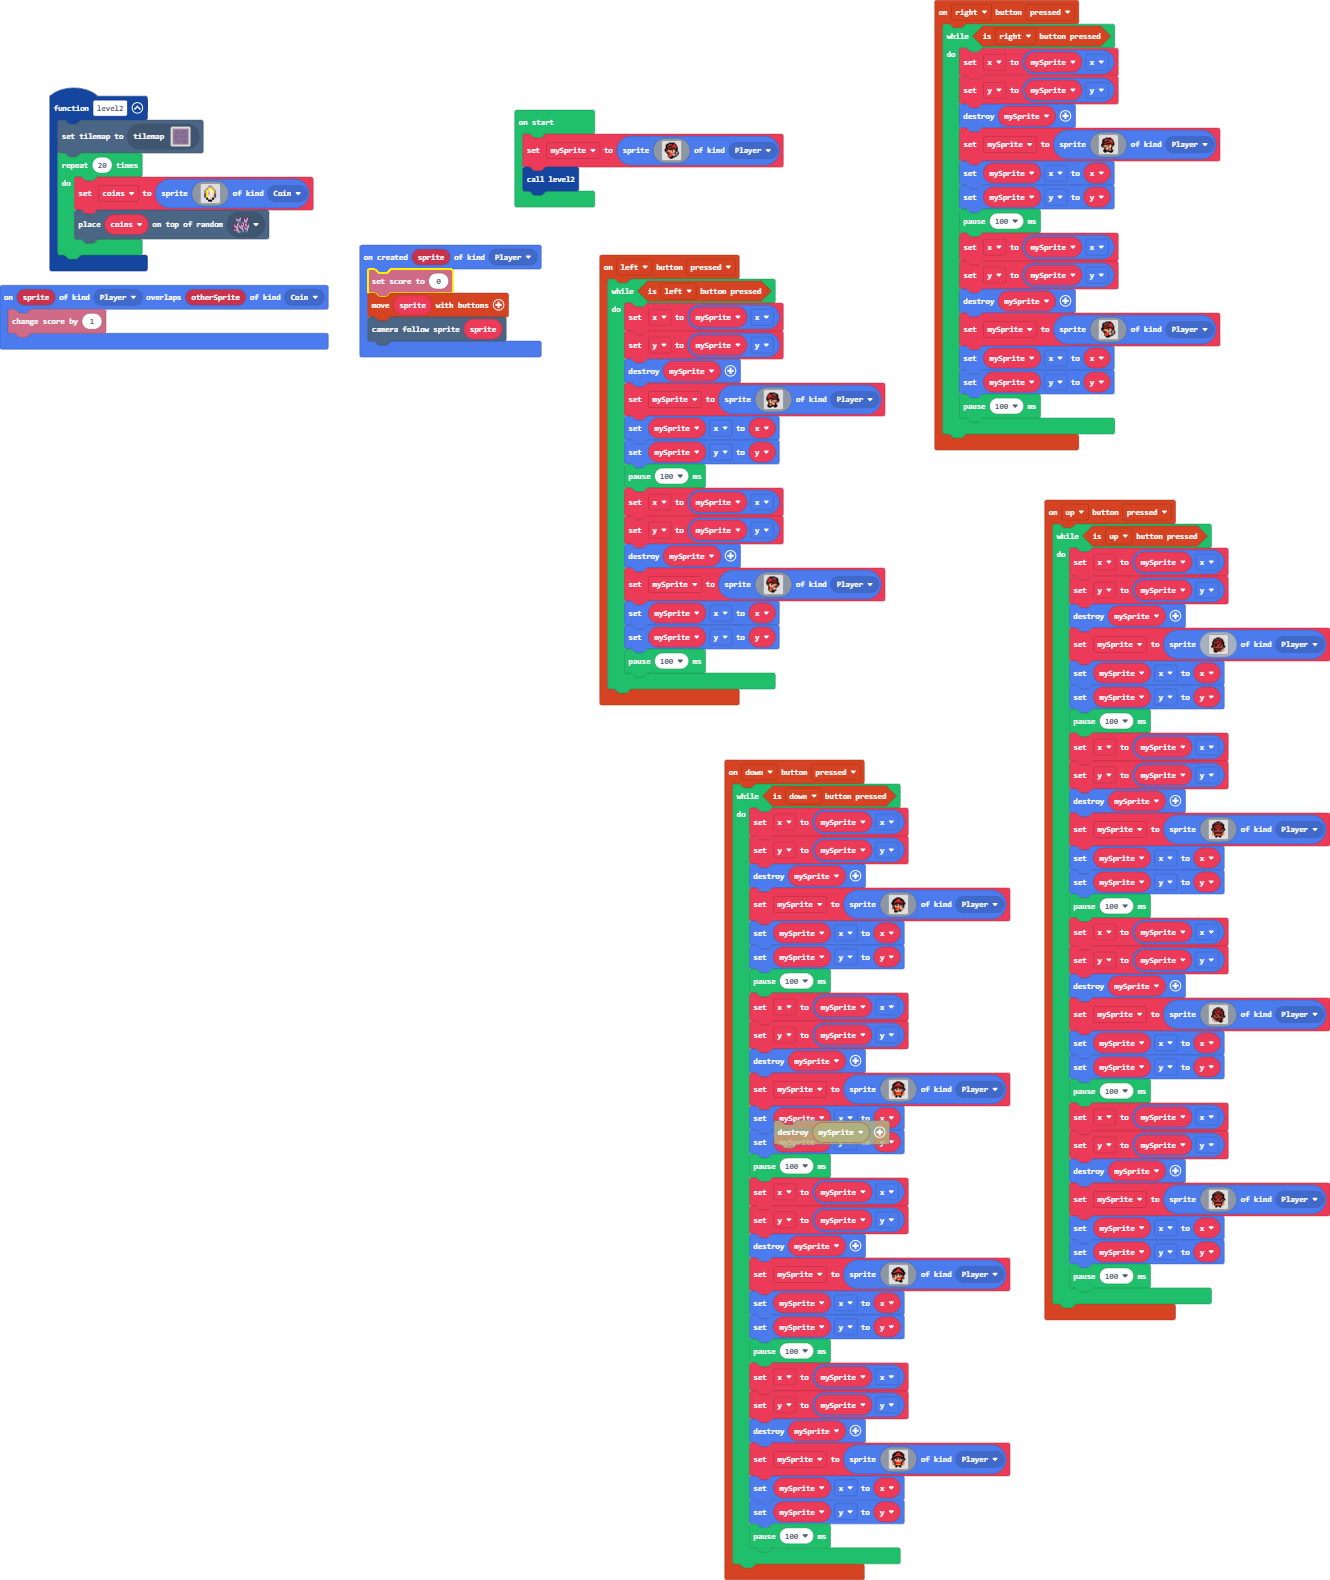 function level2
set tilemap to tilemap
repeat 20 times
do
set coins to sprite of kind Coin
place coins on top of random
on sprite of kind Player overlaps otherSprite of kind Coin
change score by 1
on created sprite of kind Player
set score to 0
move sprite with buttons
camera follow sprite sprite
on start
set mySprite to sprite of kind Player
call level2
on left button pressed
while is left button pressed
do
set x to mySprite x
set y to mySprite y
destroy mySprite
set mySprite to sprite of kind Player
set mySprite x to x
set mySprite y to y
pause 100 ms
set x to mySprite x
set y to mySprite y
destroy mySprite
set mySprite to sprite of kind Player
set mySprite x to x
set mySprite y to y
pause 100 ms
on right button pressed
while is right button pressed
do
set x to mySprite x
set y to mySprite y
destroy mySprite
set mySprite to sprite of kind Player
set mySprite x to x
set mySprite y to y
pause 100 ms
set x to mySprite x
set y to mySprite y
destroy mySprite
set mySprite to sprite of kind Player
set mySprite x to x
set mySprite y to y
pause 100 ms
on up button pressed
while is up button pressed
do
set x to mySprite x
set y to mySprite y
destroy mySprite
set mySprite to sprite of kind Player
set mySprite x to x
set mySprite y to y
pause 100 ms
set x to mySprite x
set y to mySprite y
destroy mySprite
set mySprite to sprite of kind Player
set mySprite x to x
set mySprite y to y
pause 100 ms
set x to mySprite x
set y to mySprite y
destroy mySprite
set mySprite to sprite of kind Player
set mySprite x to x
set mySprite y to y
pause 100 ms
set x to mySprite x
set y to mySprite y
destroy mySprite
set mySprite to sprite of kind Player
set mySprite x to x
set mySprite y to y
pause 100 ms
on down button pressed
while is down button pressed
do
set x to mySprite x
set y to mySprite y
destroy mySprite
set mySprite to sprite of kind Player
set mySprite x to x
set mySprite y to y
pause 100 ms
set x to mySprite x
set y to mySprite y
destroy mySprite
set mySprite to sprite of kind Player
set mySprite x to x
destroy mySprite
set
pause 100 ms
set x to mySprite x
set y to mySprite y
destroy mySprite
set mySprite to sprite of kind Player
set mySprite x to x
set mySprite y to y
pause 100 ms
set x to mySprite x
set y to mySprite y
destroy mySprite
set mySprite to sprite of kind Player
set mySprite x to x
set mySprite y to y
pause 100 ms